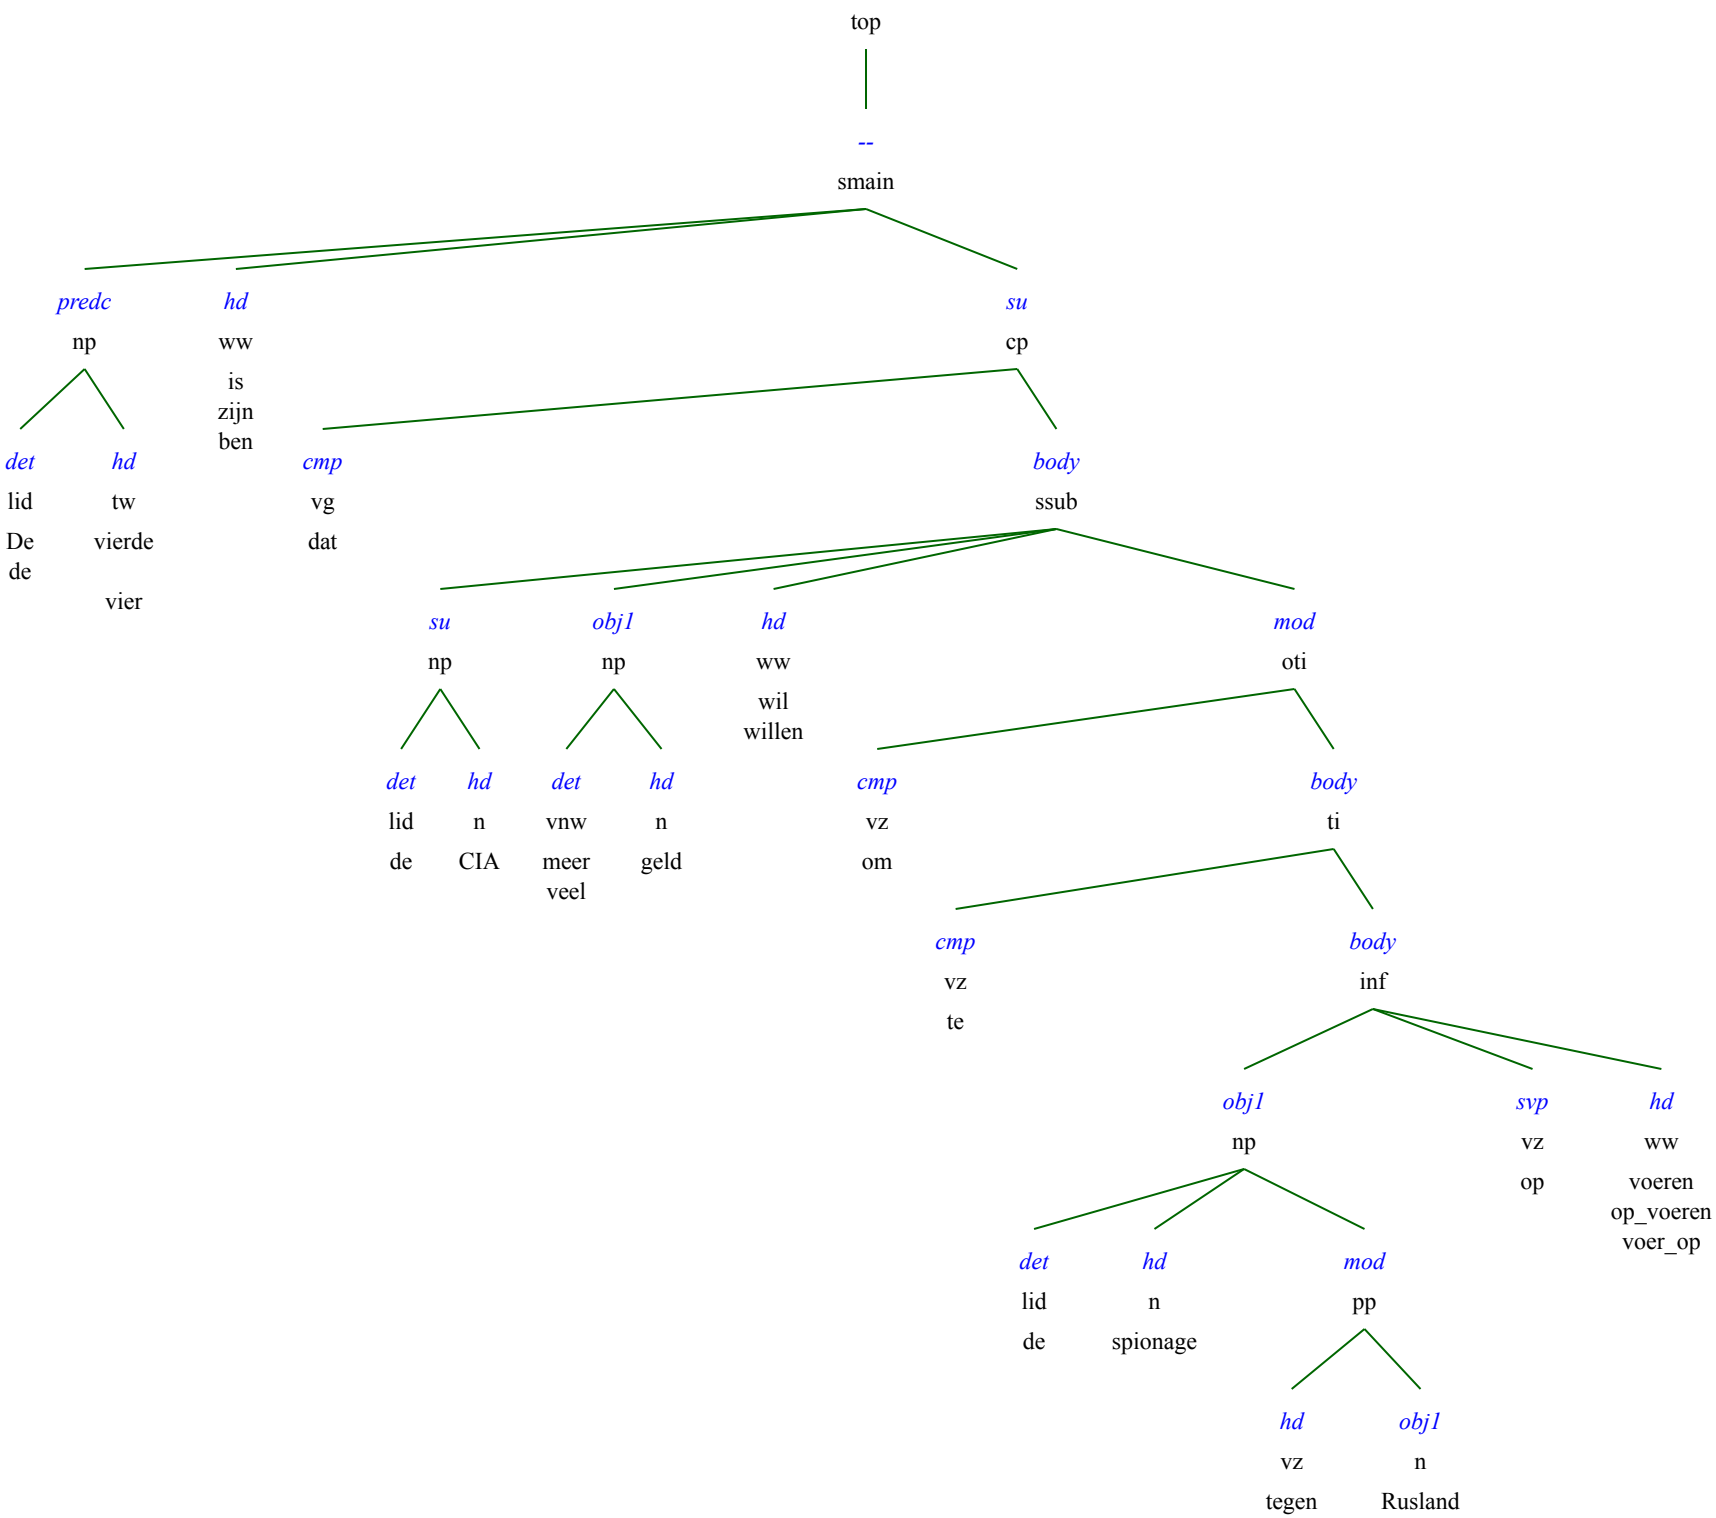 top
--
smain
predc hd su
np ww cp
is
zijn
ben
det hd cmp body
lid tw vg ssub
De vierde dat
de
vier
su obj1 hd mod
np np ww oti
wil
willen
det hd det hd cmp body
lid n vnw n vz ti
de CIA meer geld om
veel
cmp body
vz inf
te
obj1 svp hd
np vz ww
op voeren
op_voeren
voer_op
det hd mod
lid n pp
de spionage
hd obj1
vz n
tegen Rusland